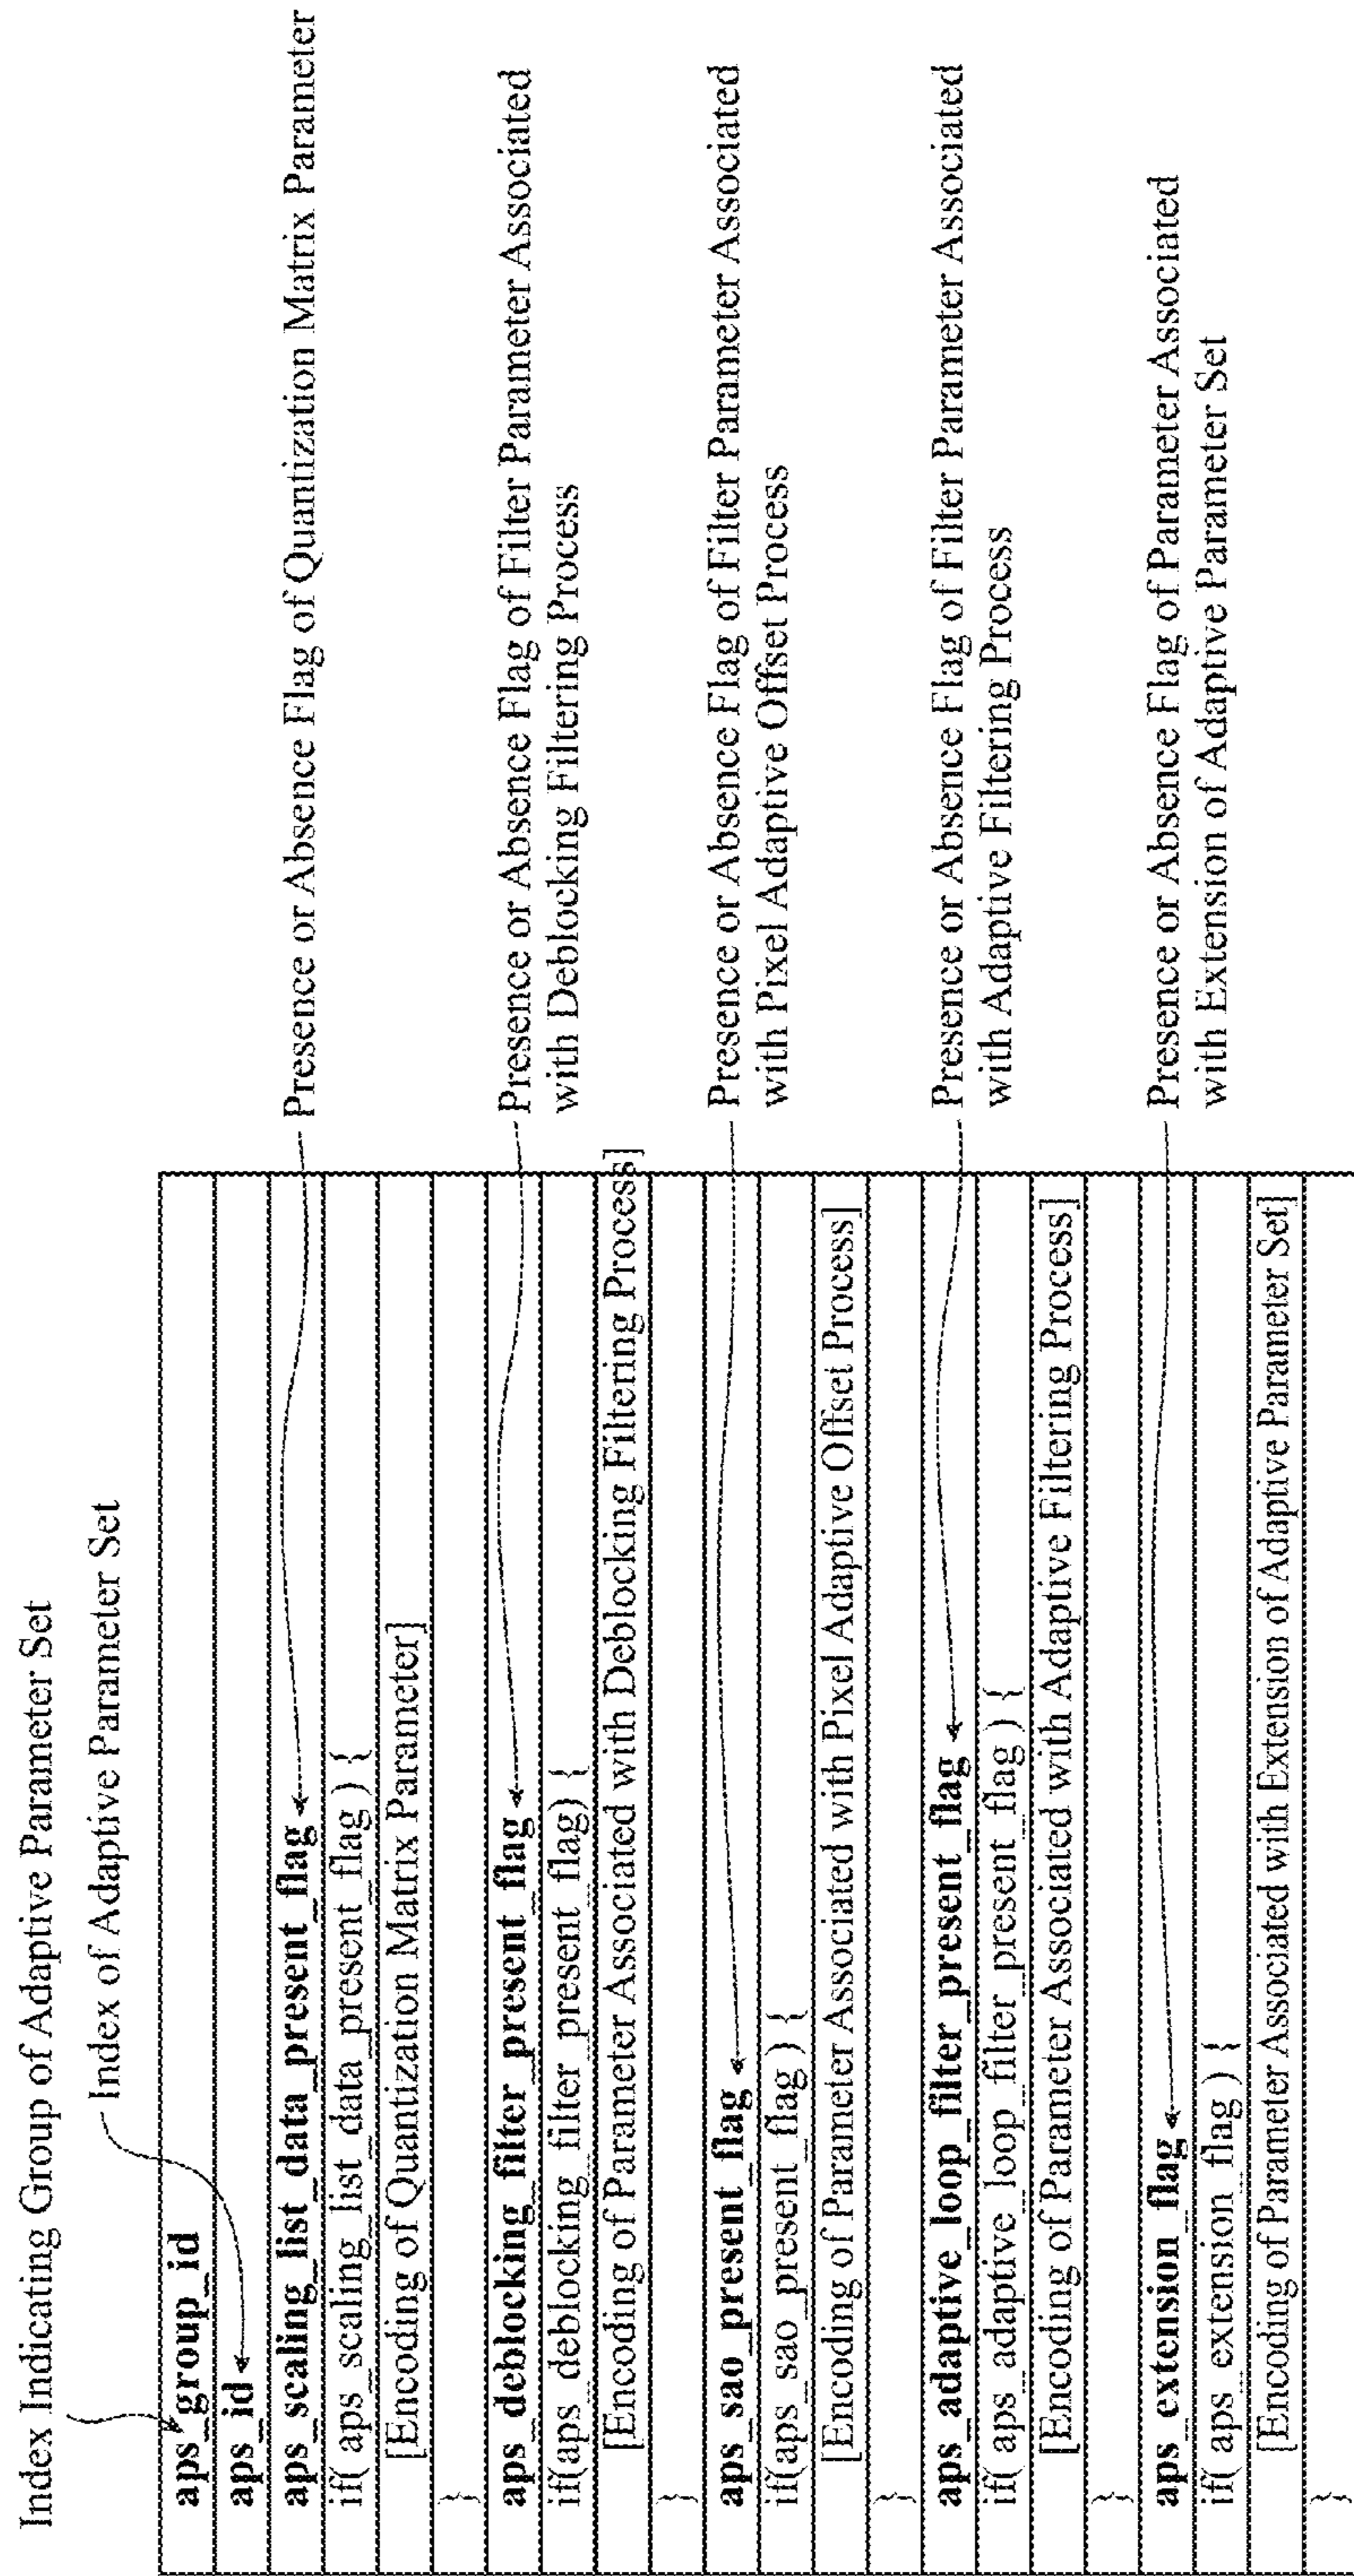 Index Indicating Group of Adaptive Parameter Set
Index of Adaptive Parameter Set
aps_group_id
aps_id
aps_scaling_list_data_present_flag
Presence or Absence Flag of Quantization Matrix Parameter
if( aps_scaling_list_data_present_flag ) {
[Encoding of Quantization Matrix Parameter]
}
aps_deblocking_filter_present_flag
Presence or Absence Flag of Filter Parameter Associated
with Deblocking Filtering Process
if(aps_deblocking_filter_present_flag) {
[Encoding of Parameter Associated with Deblocking Filtering Process]
}
aps_sao_present_flag
Presence or Absence Flag of Filter Parameter Associated
with Pixel Adaptive Offset Process
if(aps_sao_present_flag ) {
[Encoding of Parameter Associated with Pixel Adaptive Offset Process]
}
aps_adaptive_loop_filter_present_flag
Presence or Absence Flag of Filter Parameter Associated
with Adaptive Filtering Process
if( aps_adaptive_loop_filter_present_flag ) {
[Encoding of Parameter Associated with Adaptive Filtering Process]
}
aps_extension_flag
Presence or Absence Flag of Parameter Associated
with Extension of Adaptive Parameter Set
if( aps_extension_flag ) {
[Encoding of Parameter Associated with Extension of Adaptive Parameter Set]
}